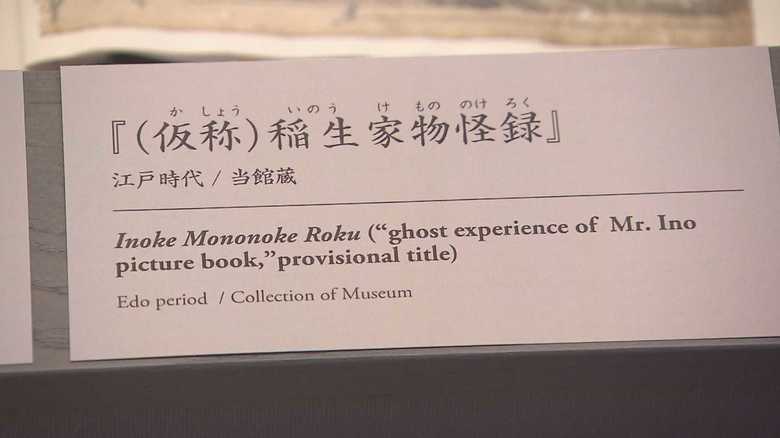 かしょう いのう け もの のけ ろく
『(仮称)稲生家物怪録』
江戸時代 / 当館蔵
Inoke Mononoke Roku (“ghost experience of Mr. Ino
picture book,”provisional title)
Edo period / Collection of Museum